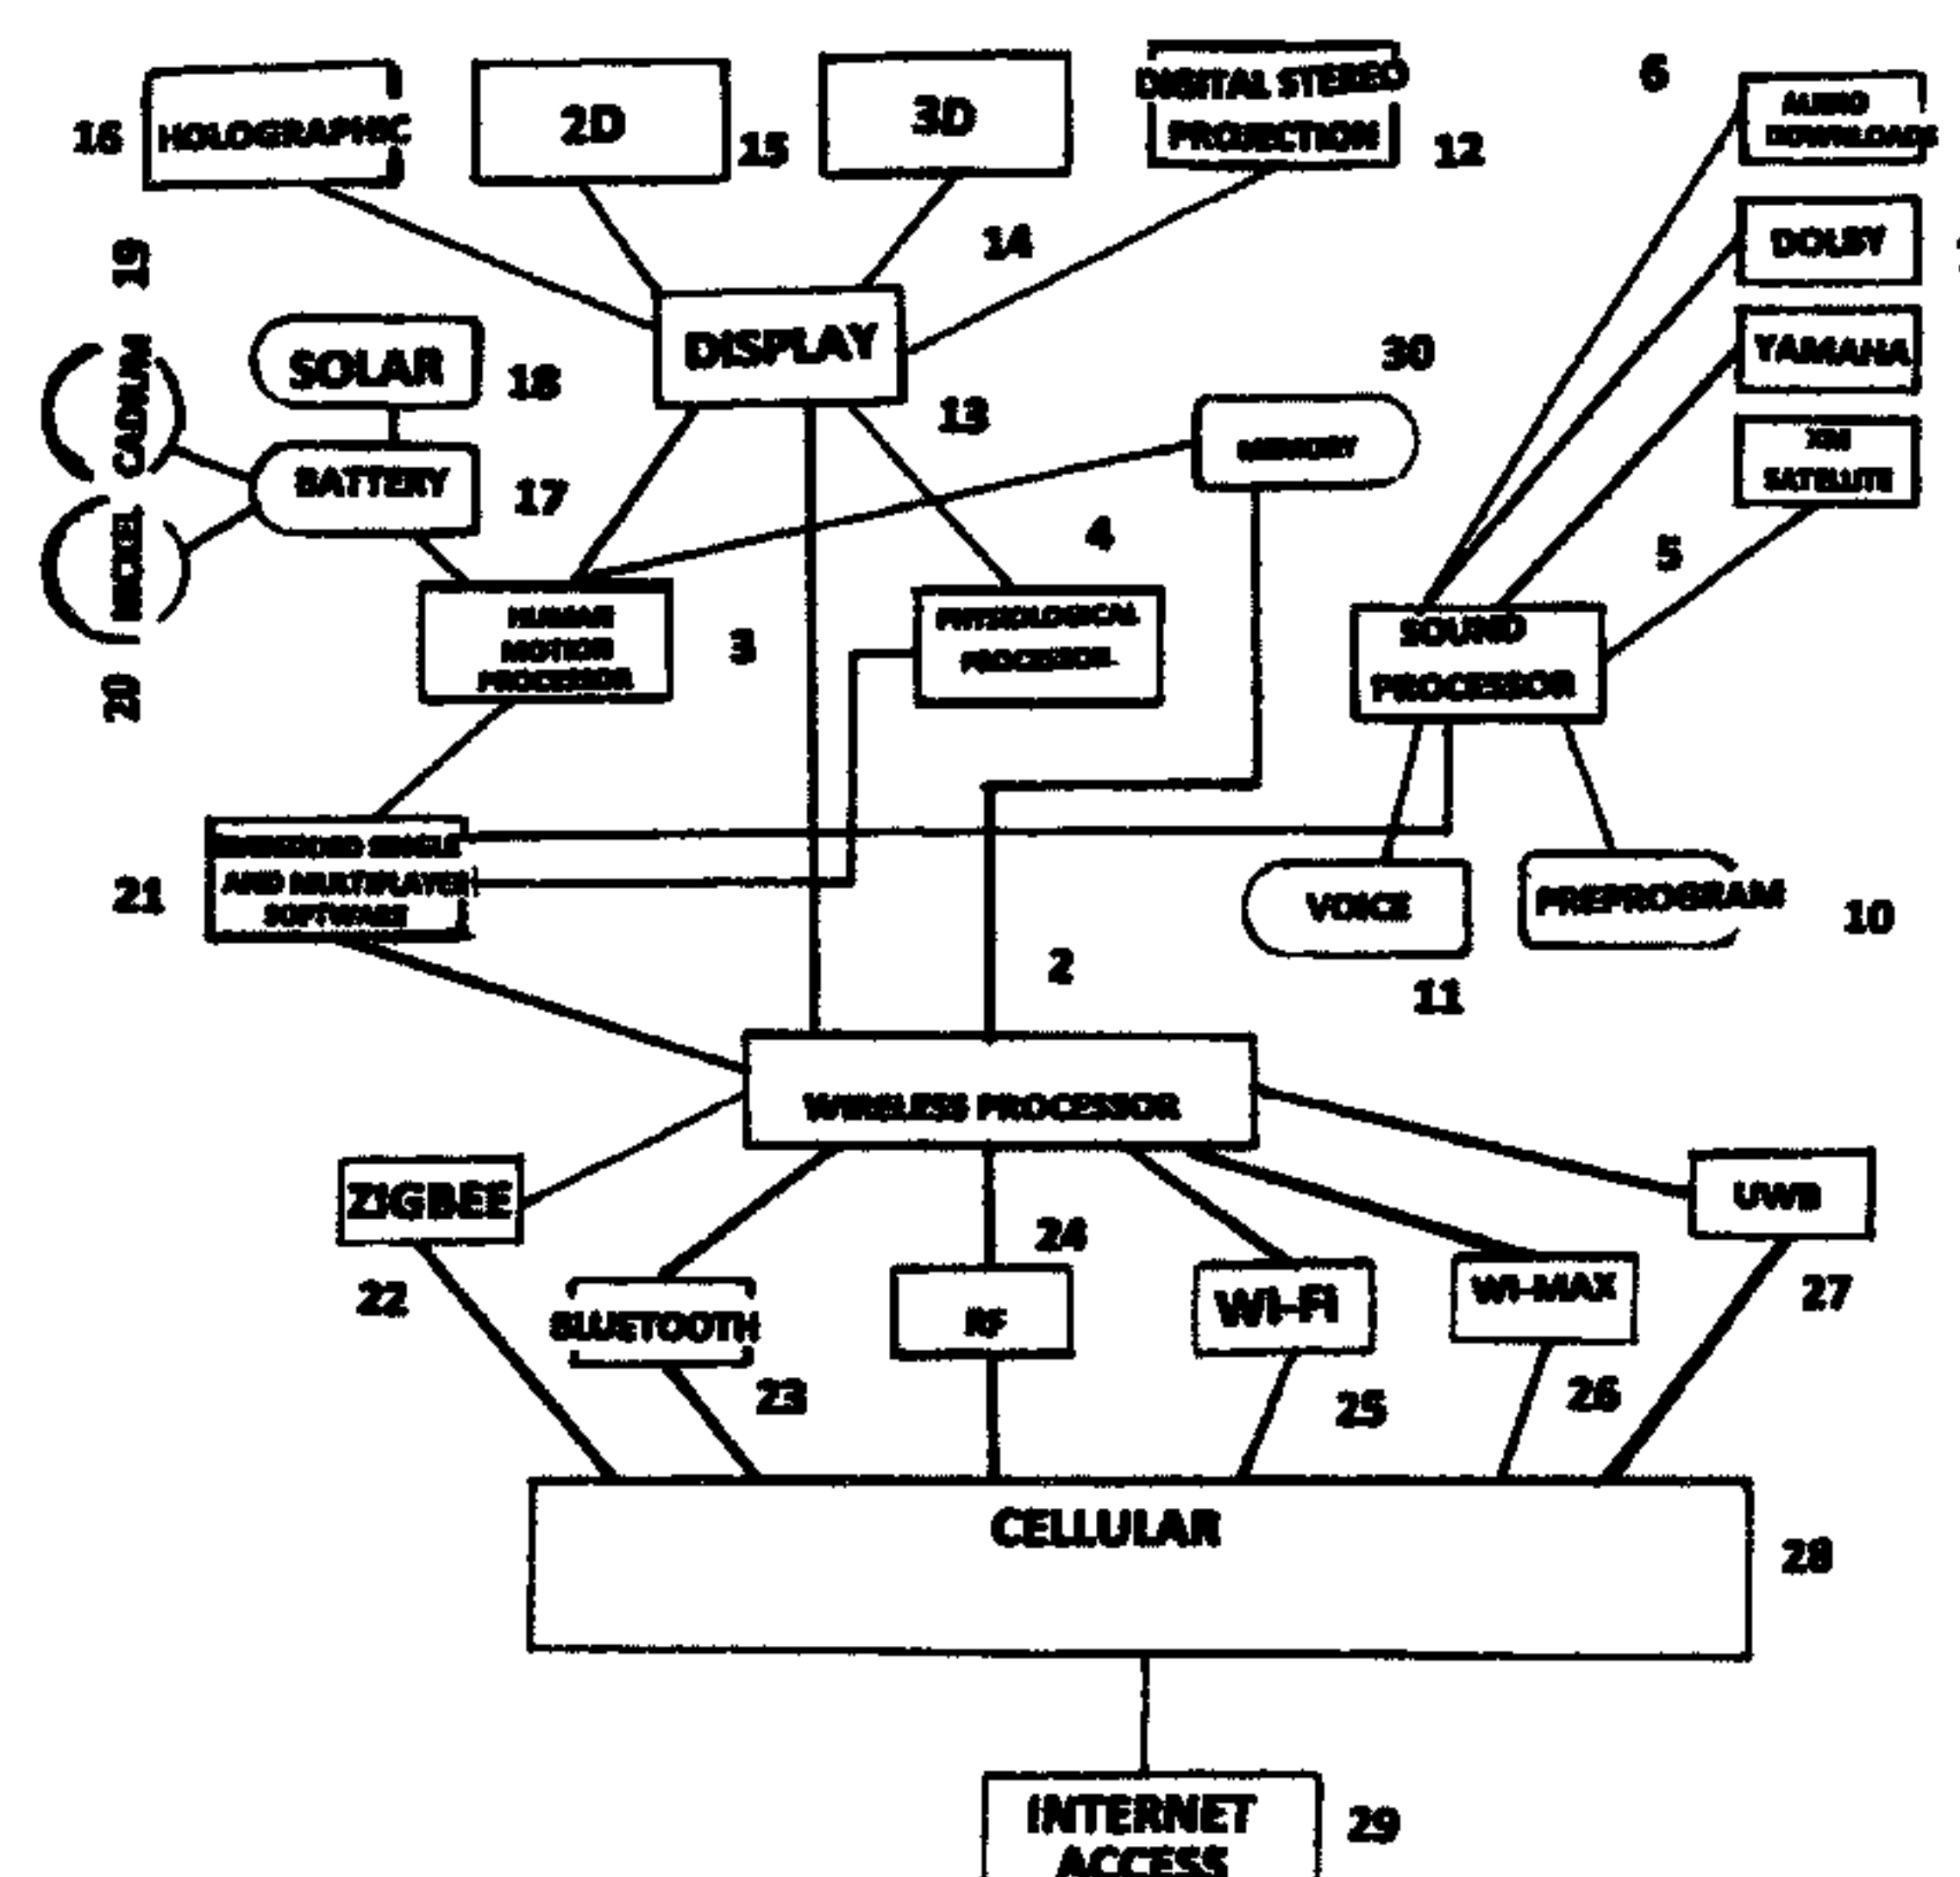 6
16
HOLOGRAPHIC
2D
15
3D
DIGITAL STEREO
PROJECTION
12
AUDIO
DOWNLOADS
DOLBY
14
19
SOLAR
18
DISPLAY
30
YAMAHA
CADIUM
13
MEMORY
XM
SATELLITE
BATTERY
17
4
5
NICKEL
HUMAN
MOTION
PROCESSOR
3
PHYSIOLOGICAL
PROCESSOR
SOUND
PROCESSOR
20
21
AND MULTIPLAYER
SOFTWARE
VOICE
PREPROGRAM
10
2
11
WIRELESS PROCESSOR
ZIGBEE
UWB
22
24
BLUETOOTH
RF
WI-FI
WI-MAX
27
23
25
26
CELLULAR
28
INTERNET
ACCESS
29